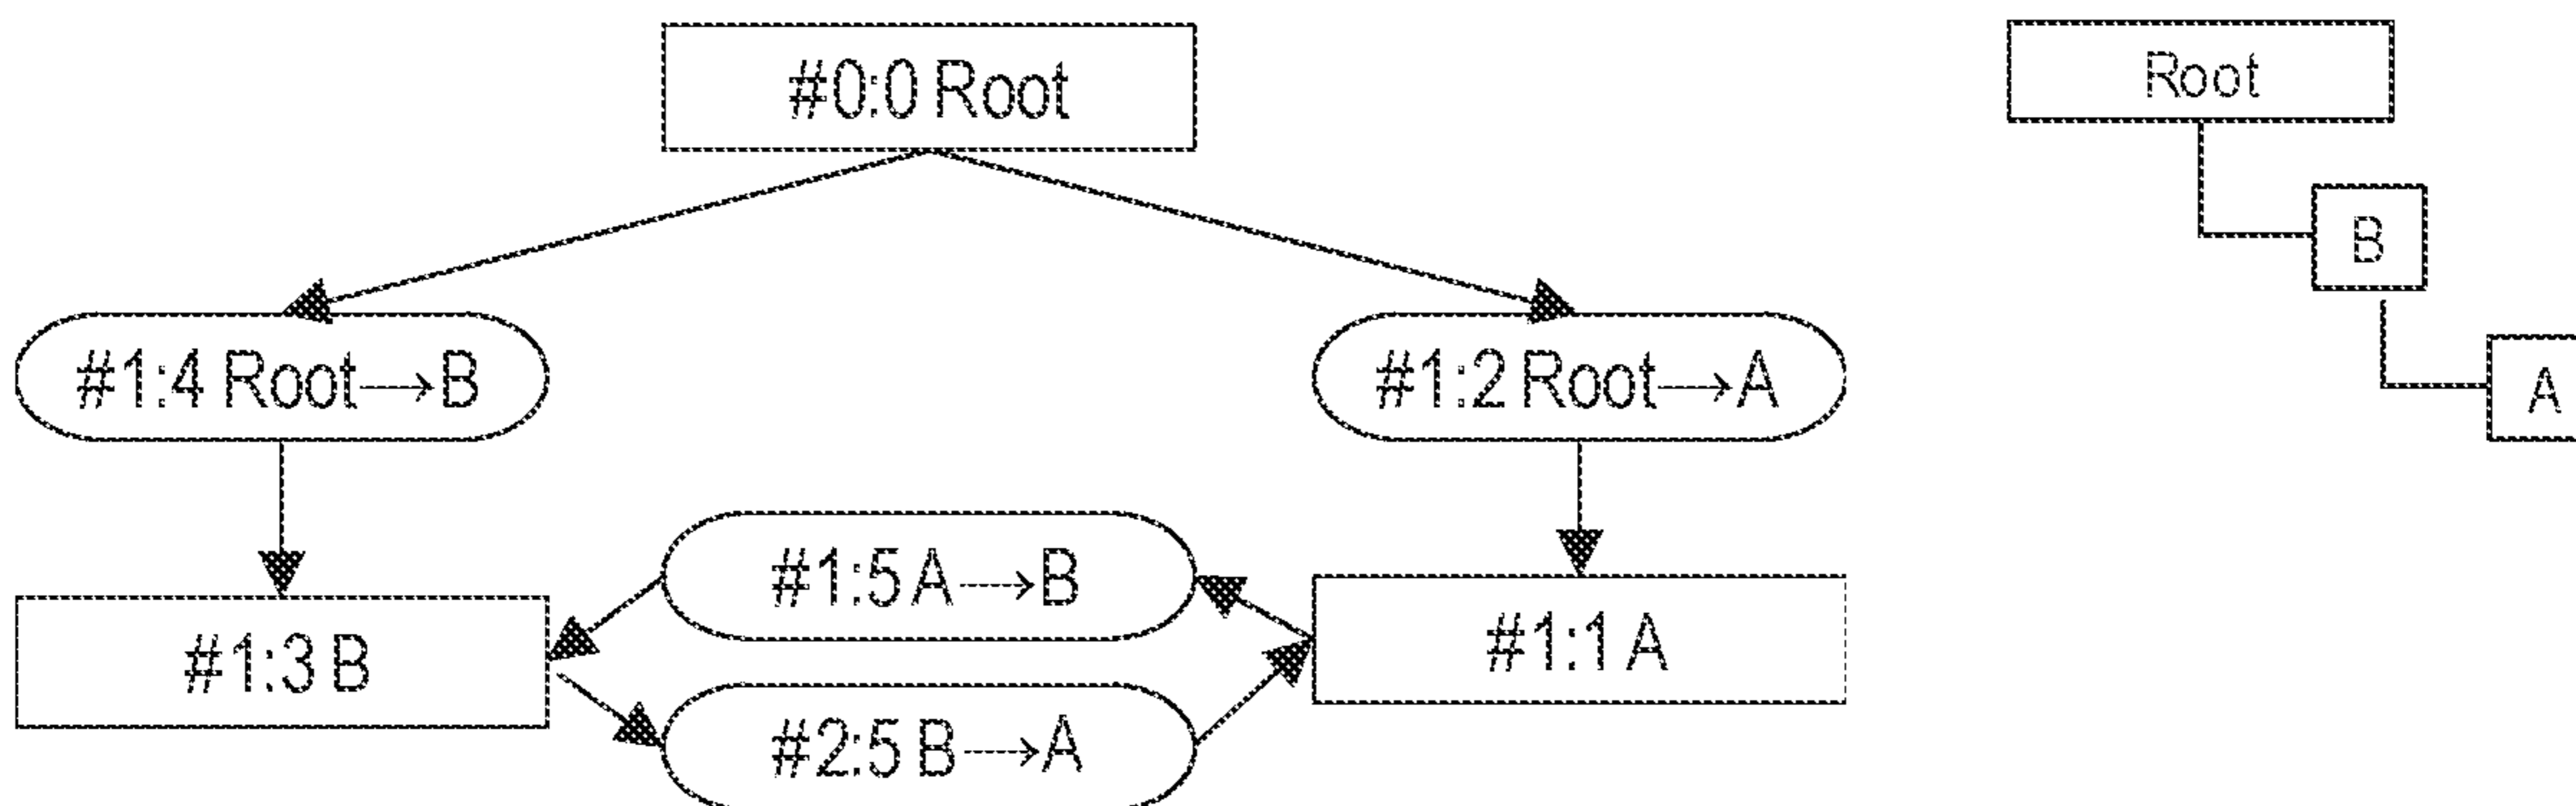 #0:0 Root
#1:4 Root→B
#1:2 Root→A
#1:5 A→B
#1:3 B
#1:1 A
#2:5 B→A
Root
B
A